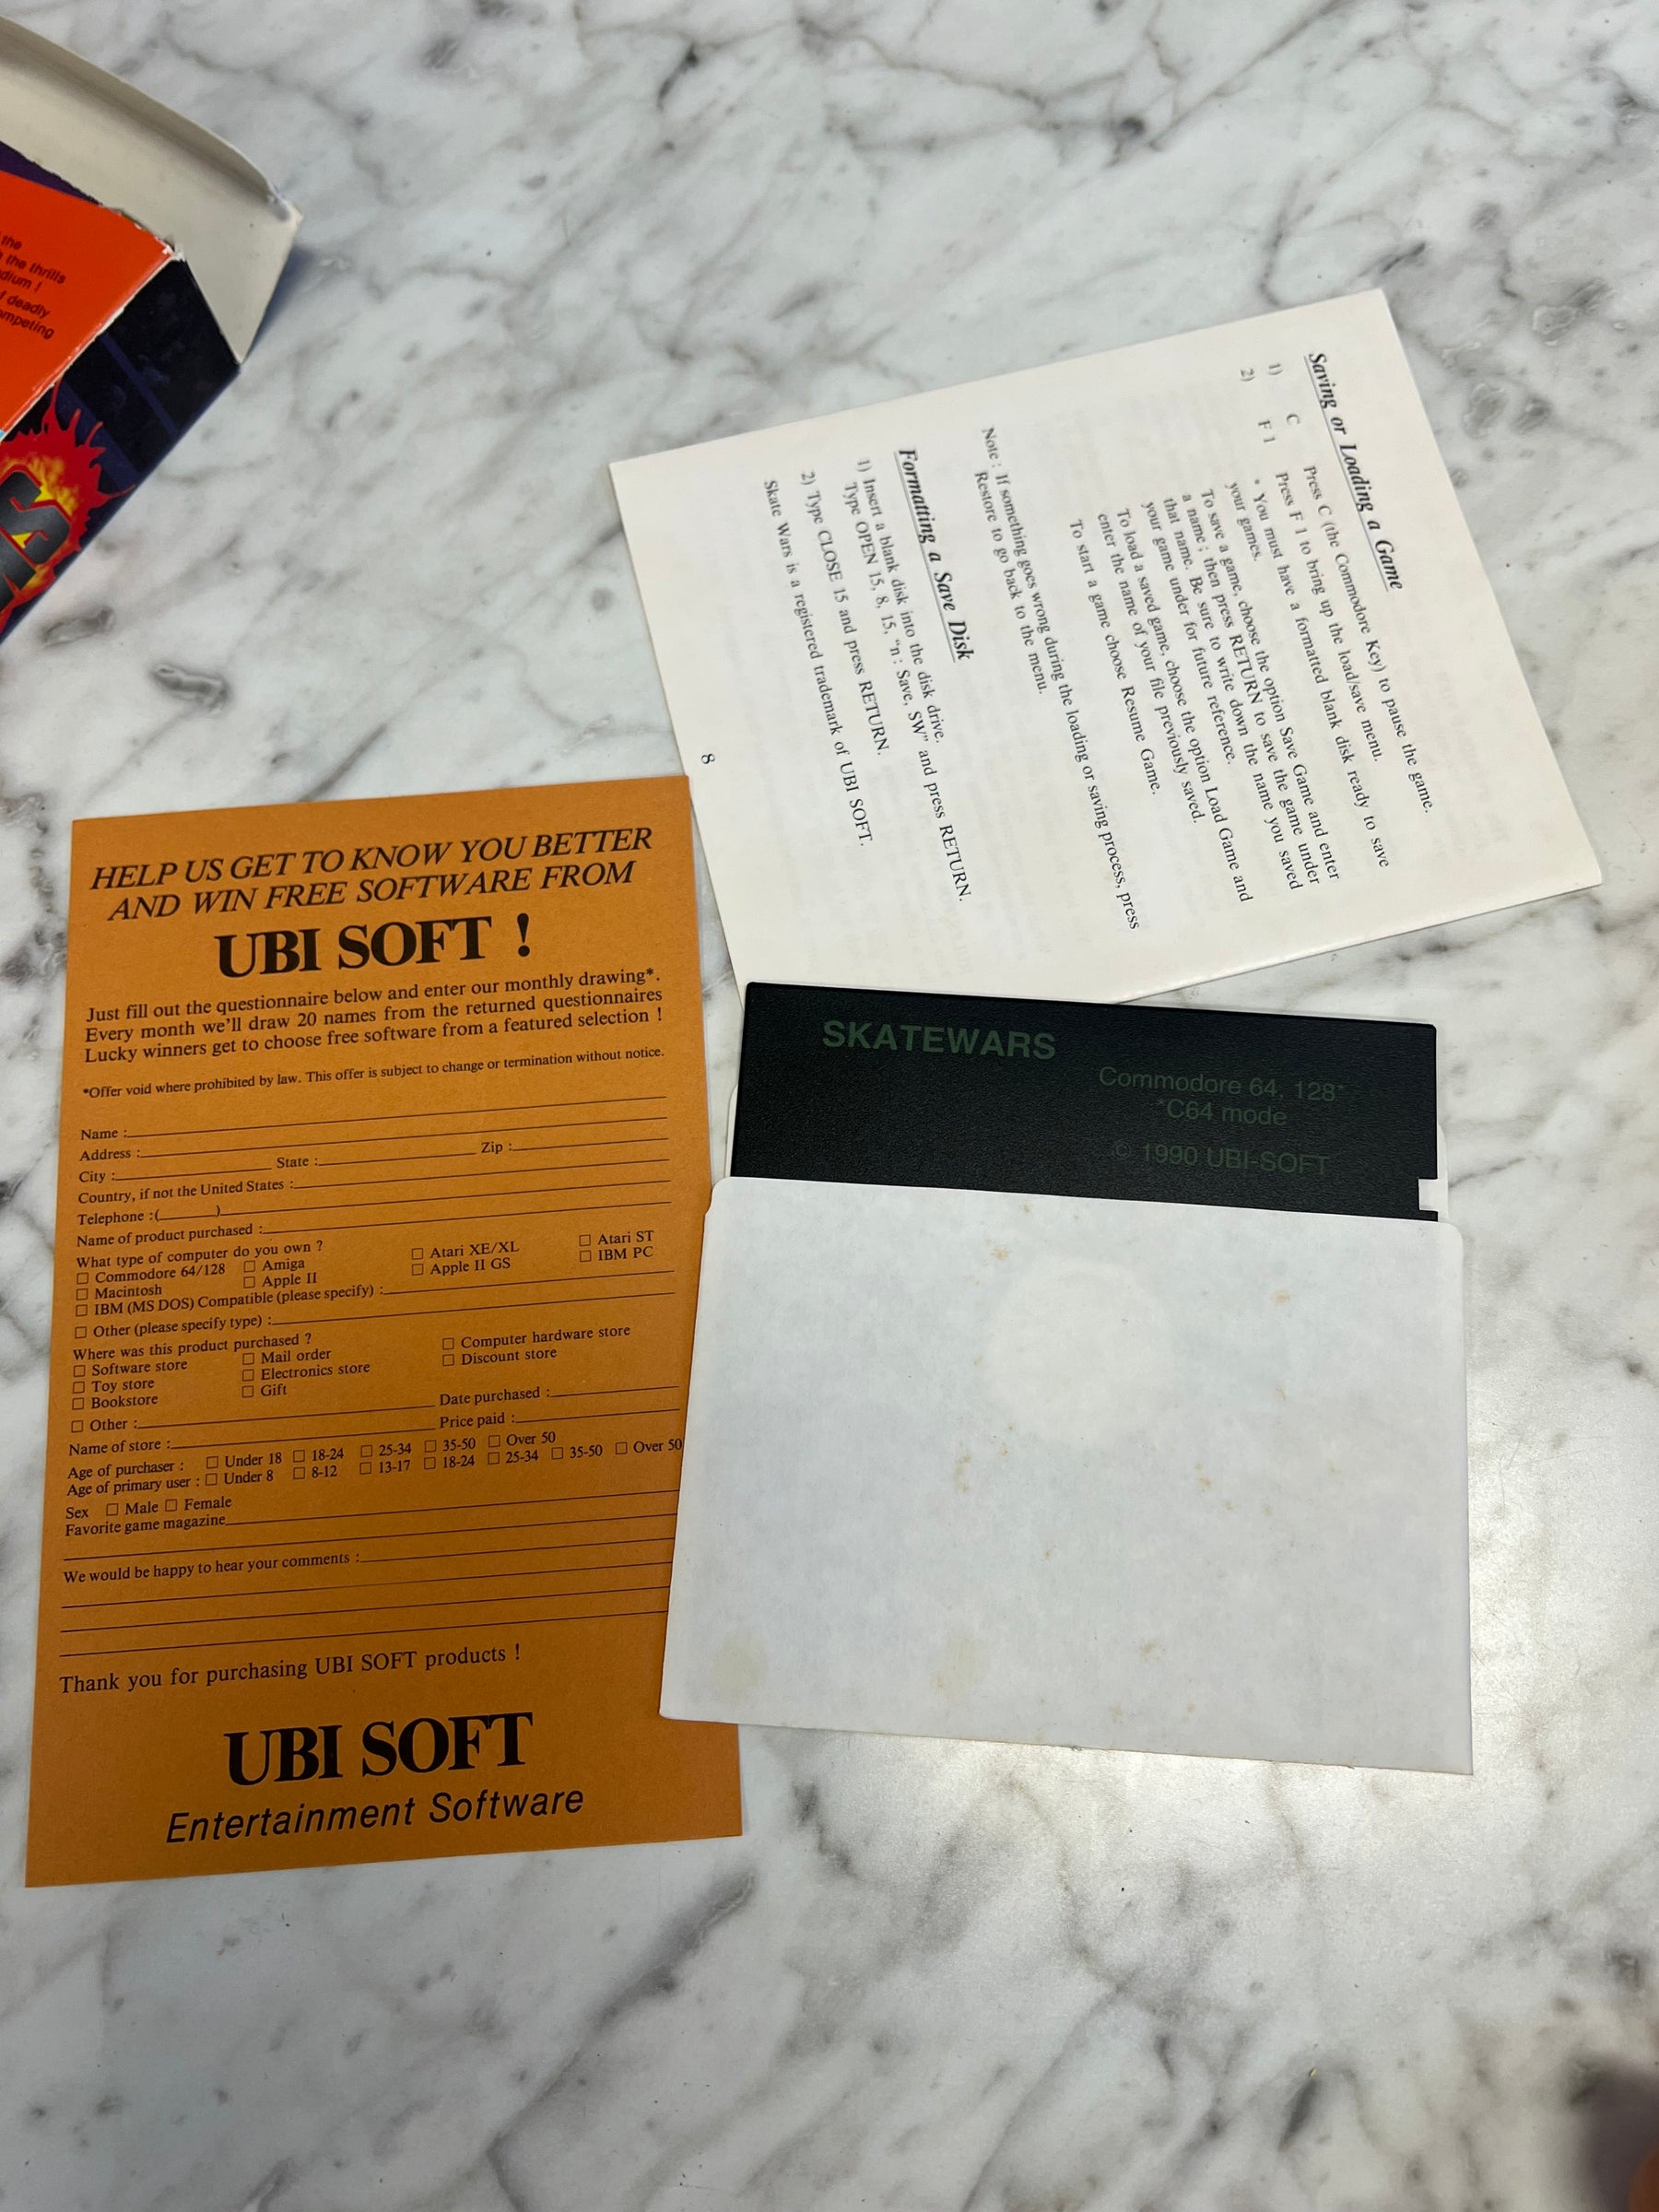 the
the thrills
dium !
f deadly
ompeting
Saving or Loading a Game
1) C Press C (the Commodore Key) to pause the game.
2) F 1 Press F 1 to bring up the load/save menu.
* You must have a formatted blank disk ready to save
your games.
To save a game, choose the option Save Game and enter
a name ; then press RETURN to save the game under
that name. Be sure to write down the name you saved
your game under for future reference.
To load a saved game, choose the option Load Game and
enter the name of your file previously saved.
To start a game choose Resume Game.
Note : If something goes wrong during the loading or saving process, press
Restore to go back to the menu.
Formatting a Save Disk
1) Insert a blank disk into the disk drive.
Type OPEN 15, 8, 15, "n : Save, SW" and press RETURN.
2) Type CLOSE 15 and press RETURN.
Skate Wars is a registered trademark of UBI SOFT.
8
HELP US GET TO KNOW YOU BETTER
AND WIN FREE SOFTWARE FROM
UBI SOFT !
Just fill out the questionnaire below and enter our monthly drawing*.
Every month we'll draw 20 names from the returned questionnaires
Lucky winners get to choose free software from a featured selection !
*Offer void where prohibited by law. This offer is subject to change or termination without notice.
Name :
Address :
City : State : Zip :
Country, if not the United States :
Telephone :( )
Name of product purchased :
What type of computer do you own ?
☐ Commodore 64/128 ☐ Amiga ☐ Atari XE/XL ☐ Atari ST
☐ Macintosh ☐ Apple II ☐ Apple II GS ☐ IBM PC
☐ IBM (MS DOS) Compatible (please specify) :
☐ Other (please specify type) :
Where was this product purchased ?
☐ Software store ☐ Mail order ☐ Computer hardware store
☐ Toy store ☐ Electronics store ☐ Discount store
☐ Bookstore ☐ Gift
☐ Other : Date purchased :
Name of store : Price paid :
Age of purchaser : ☐ Under 18 ☐ 18-24 ☐ 25-34 ☐ 35-50 ☐ Over 50
Age of primary user : ☐ Under 8 ☐ 8-12 ☐ 13-17 ☐ 18-24 ☐ 25-34 ☐ 35-50 ☐ Over 50
Sex ☐ Male ☐ Female
Favorite game magazine
We would be happy to hear your comments :
Thank you for purchasing UBI SOFT products !
UBI SOFT
Entertainment Software
SKATEWARS
Commodore 64, 128*
*C64 mode
© 1990 UBI-SOFT